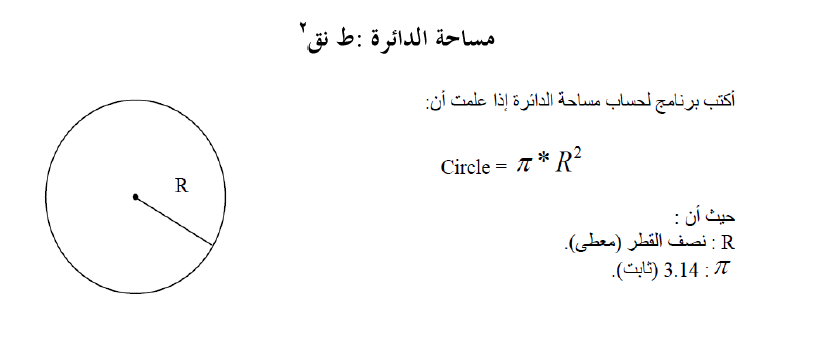 مساحة الدائرة :ط نق٢
أكتب برنامج لحساب مساحة الدائرة إذا علمت أن:
Circle = π * R²
R
حيث أن :
R : نصف القطر (معطى).
π : 3.14 (ثابت).